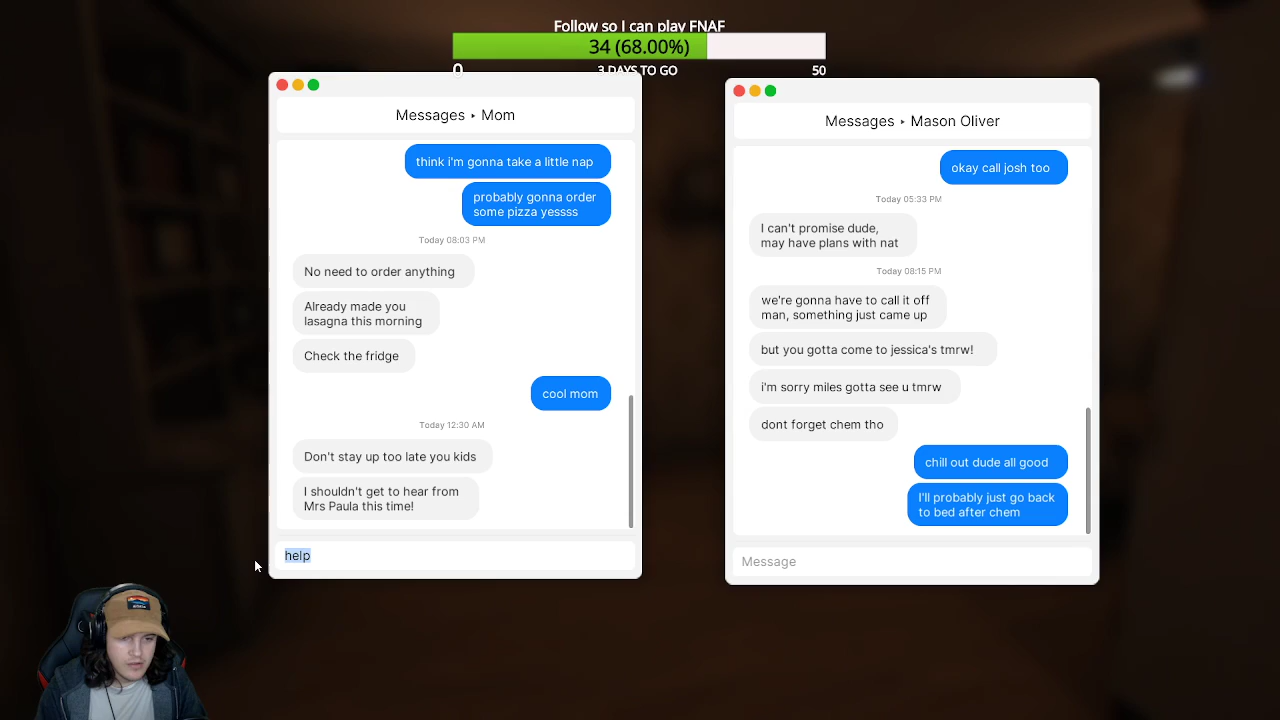 Follow so I can play FNAF
34 (68.00%)
0
3 DAYS TO GO
50
Messages ‣ Mom
think i'm gonna take a little nap
probably gonna order
some pizza yessss
Today 08:03 PM
No need to order anything
Already made you
lasagna this morning
Check the fridge
cool mom
Today 12:30 AM
Don't stay up too late you kids
I shouldn't get to hear from
Mrs Paula this time!
help
Messages ‣ Mason Oliver
okay call josh too
Today 05:33 PM
I can't promise dude,
may have plans with nat
Today 08:15 PM
we're gonna have to call it off
man, something just came up
but you gotta come to jessica's tmrw!
i'm sorry miles gotta see u tmrw
dont forget chem tho
chill out dude all good
I'll probably just go back
to bed after chem
Message